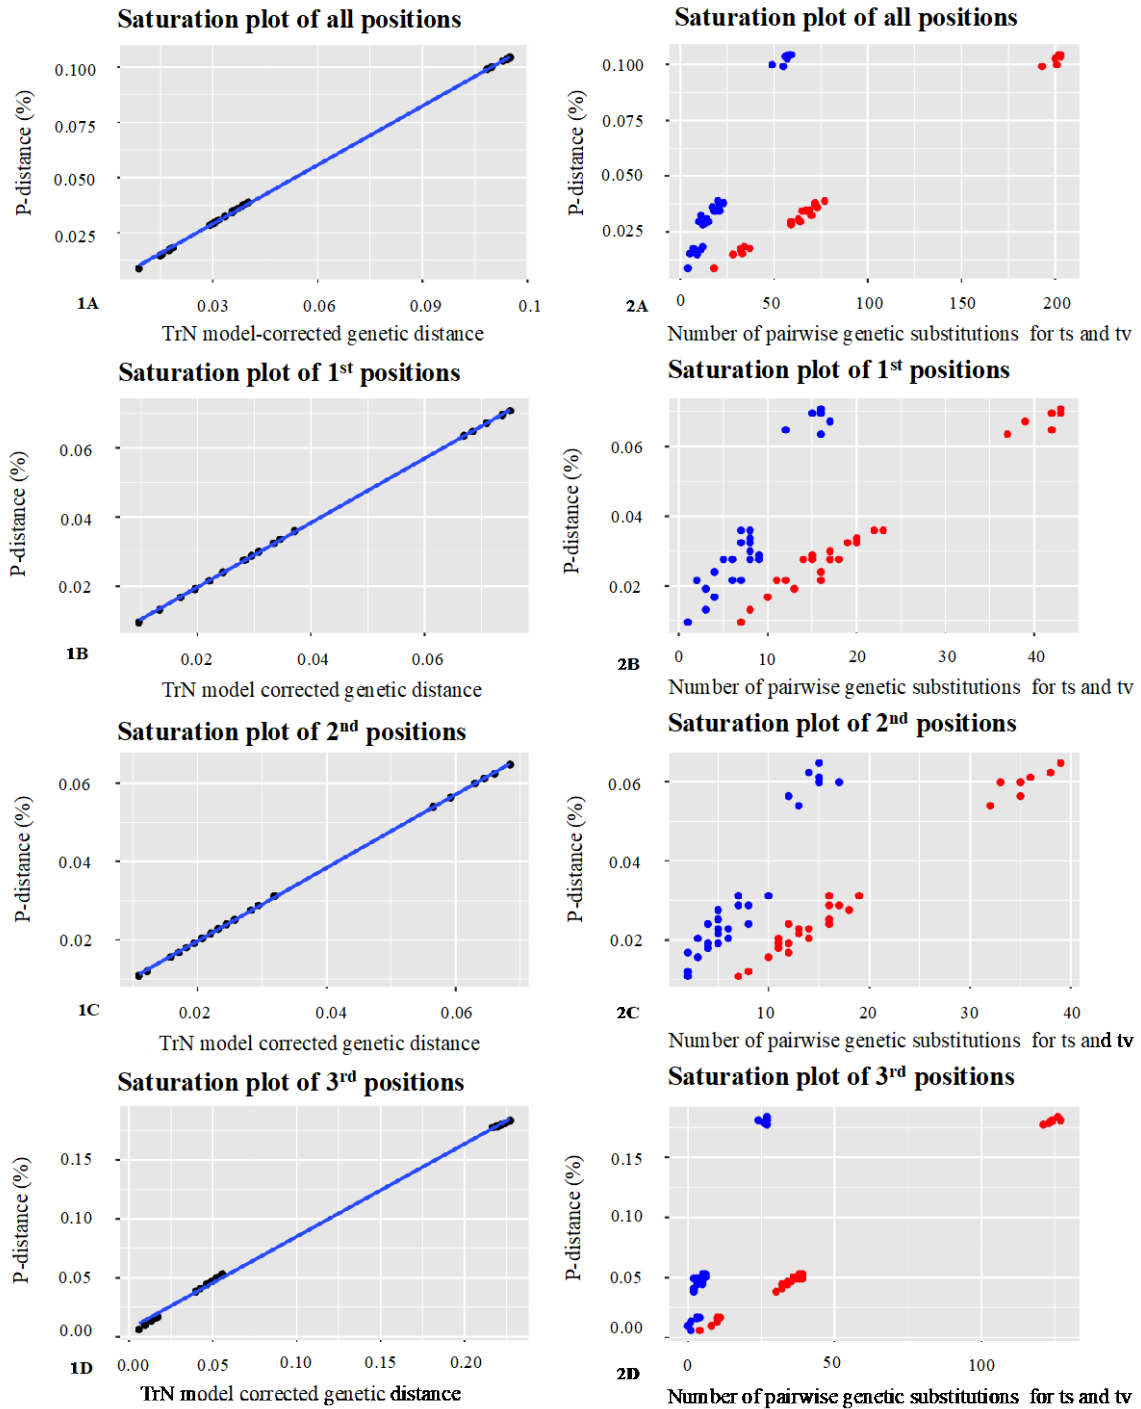 Saturation plot of all positions
P-distance (%)
0.100
0.075
0.050
0.025
0.03
0.06
0.09
0.1
1A
TrN model-corrected genetic distance
Saturation plot of all positions
P-distance (%)
0.100
0.075
0.050
0.025
0
50
100
150
200
2A
Number of pairwise genetic substitutions for ts and tv
Saturation plot of 1st positions
P-distance (%)
0.06
0.04
0.02
0.02
0.04
0.06
1B
TrN model corrected genetic distance
Saturation plot of 1st positions
P-distance (%)
0.06
0.04
0.02
0
10
20
30
40
2B
Number of pairwise genetic substitutions for ts and tv
Saturation plot of 2nd positions
P-distance (%)
0.06
0.04
0.02
0.02
0.04
0.06
1C
TrN model corrected genetic distance
Saturation plot of 2nd positions
P-distance (%)
0.06
0.04
0.02
10
20
30
40
2C
Number of pairwise genetic substitutions for ts and tv
Saturation plot of 3rd positions
P-distance (%)
0.15
0.10
0.05
0.00
0.00
0.05
0.10
0.15
0.20
1D
TrN model corrected genetic distance
Saturation plot of 3rd positions
P-distance (%)
0.15
0.10
0.05
0.00
0
50
100
2D
Number of pairwise genetic substitutions for ts and tv